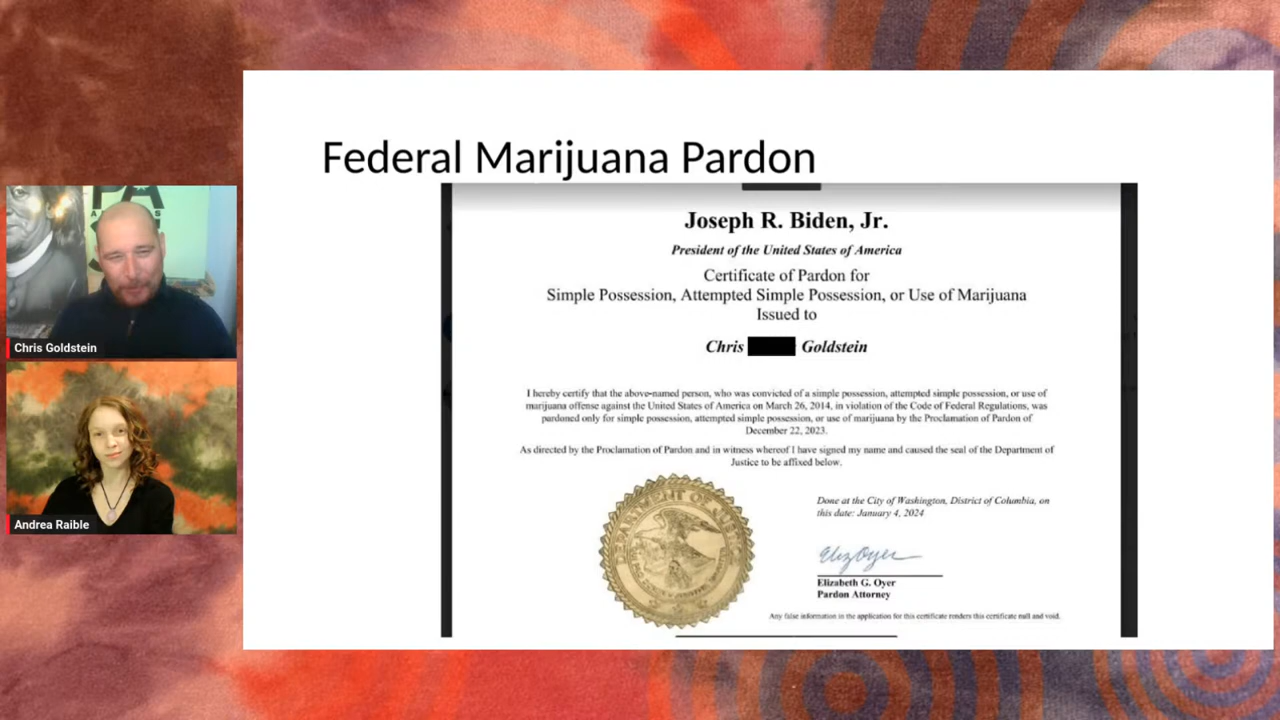 Federal Marijuana Pardon
Joseph R. Biden, Jr.
President of the United States of America
Certificate of Pardon for
Simple Possession, Attempted Simple Possession, or Use of Marijuana
Issued to
Chris Goldstein
I hereby certify that the above-named person, who was convicted of a simple possession, attempted simple possession, or use of
marijuana offense against the United States of America on March 26, 2014, in violation of the Code of Federal Regulations, was
pardoned only for simple possession, attempted simple possession, or use of marijuana by the Proclamation of Pardon of
December 22, 2023.
As directed by the Proclamation of Pardon and in witness whereof I have signed my name and caused the seal of the Department of
Justice to be affixed below.
DEPARTMENT OF JUSTICE
Done at the City of Washington, District of Columbia, on
this date: January 4, 2024
Eliz Oyer
Elizabeth G. Oyer
Pardon Attorney
Any false information in the application for this certificate renders this certificate null and void.
PA
Chris Goldstein
Andrea Raible